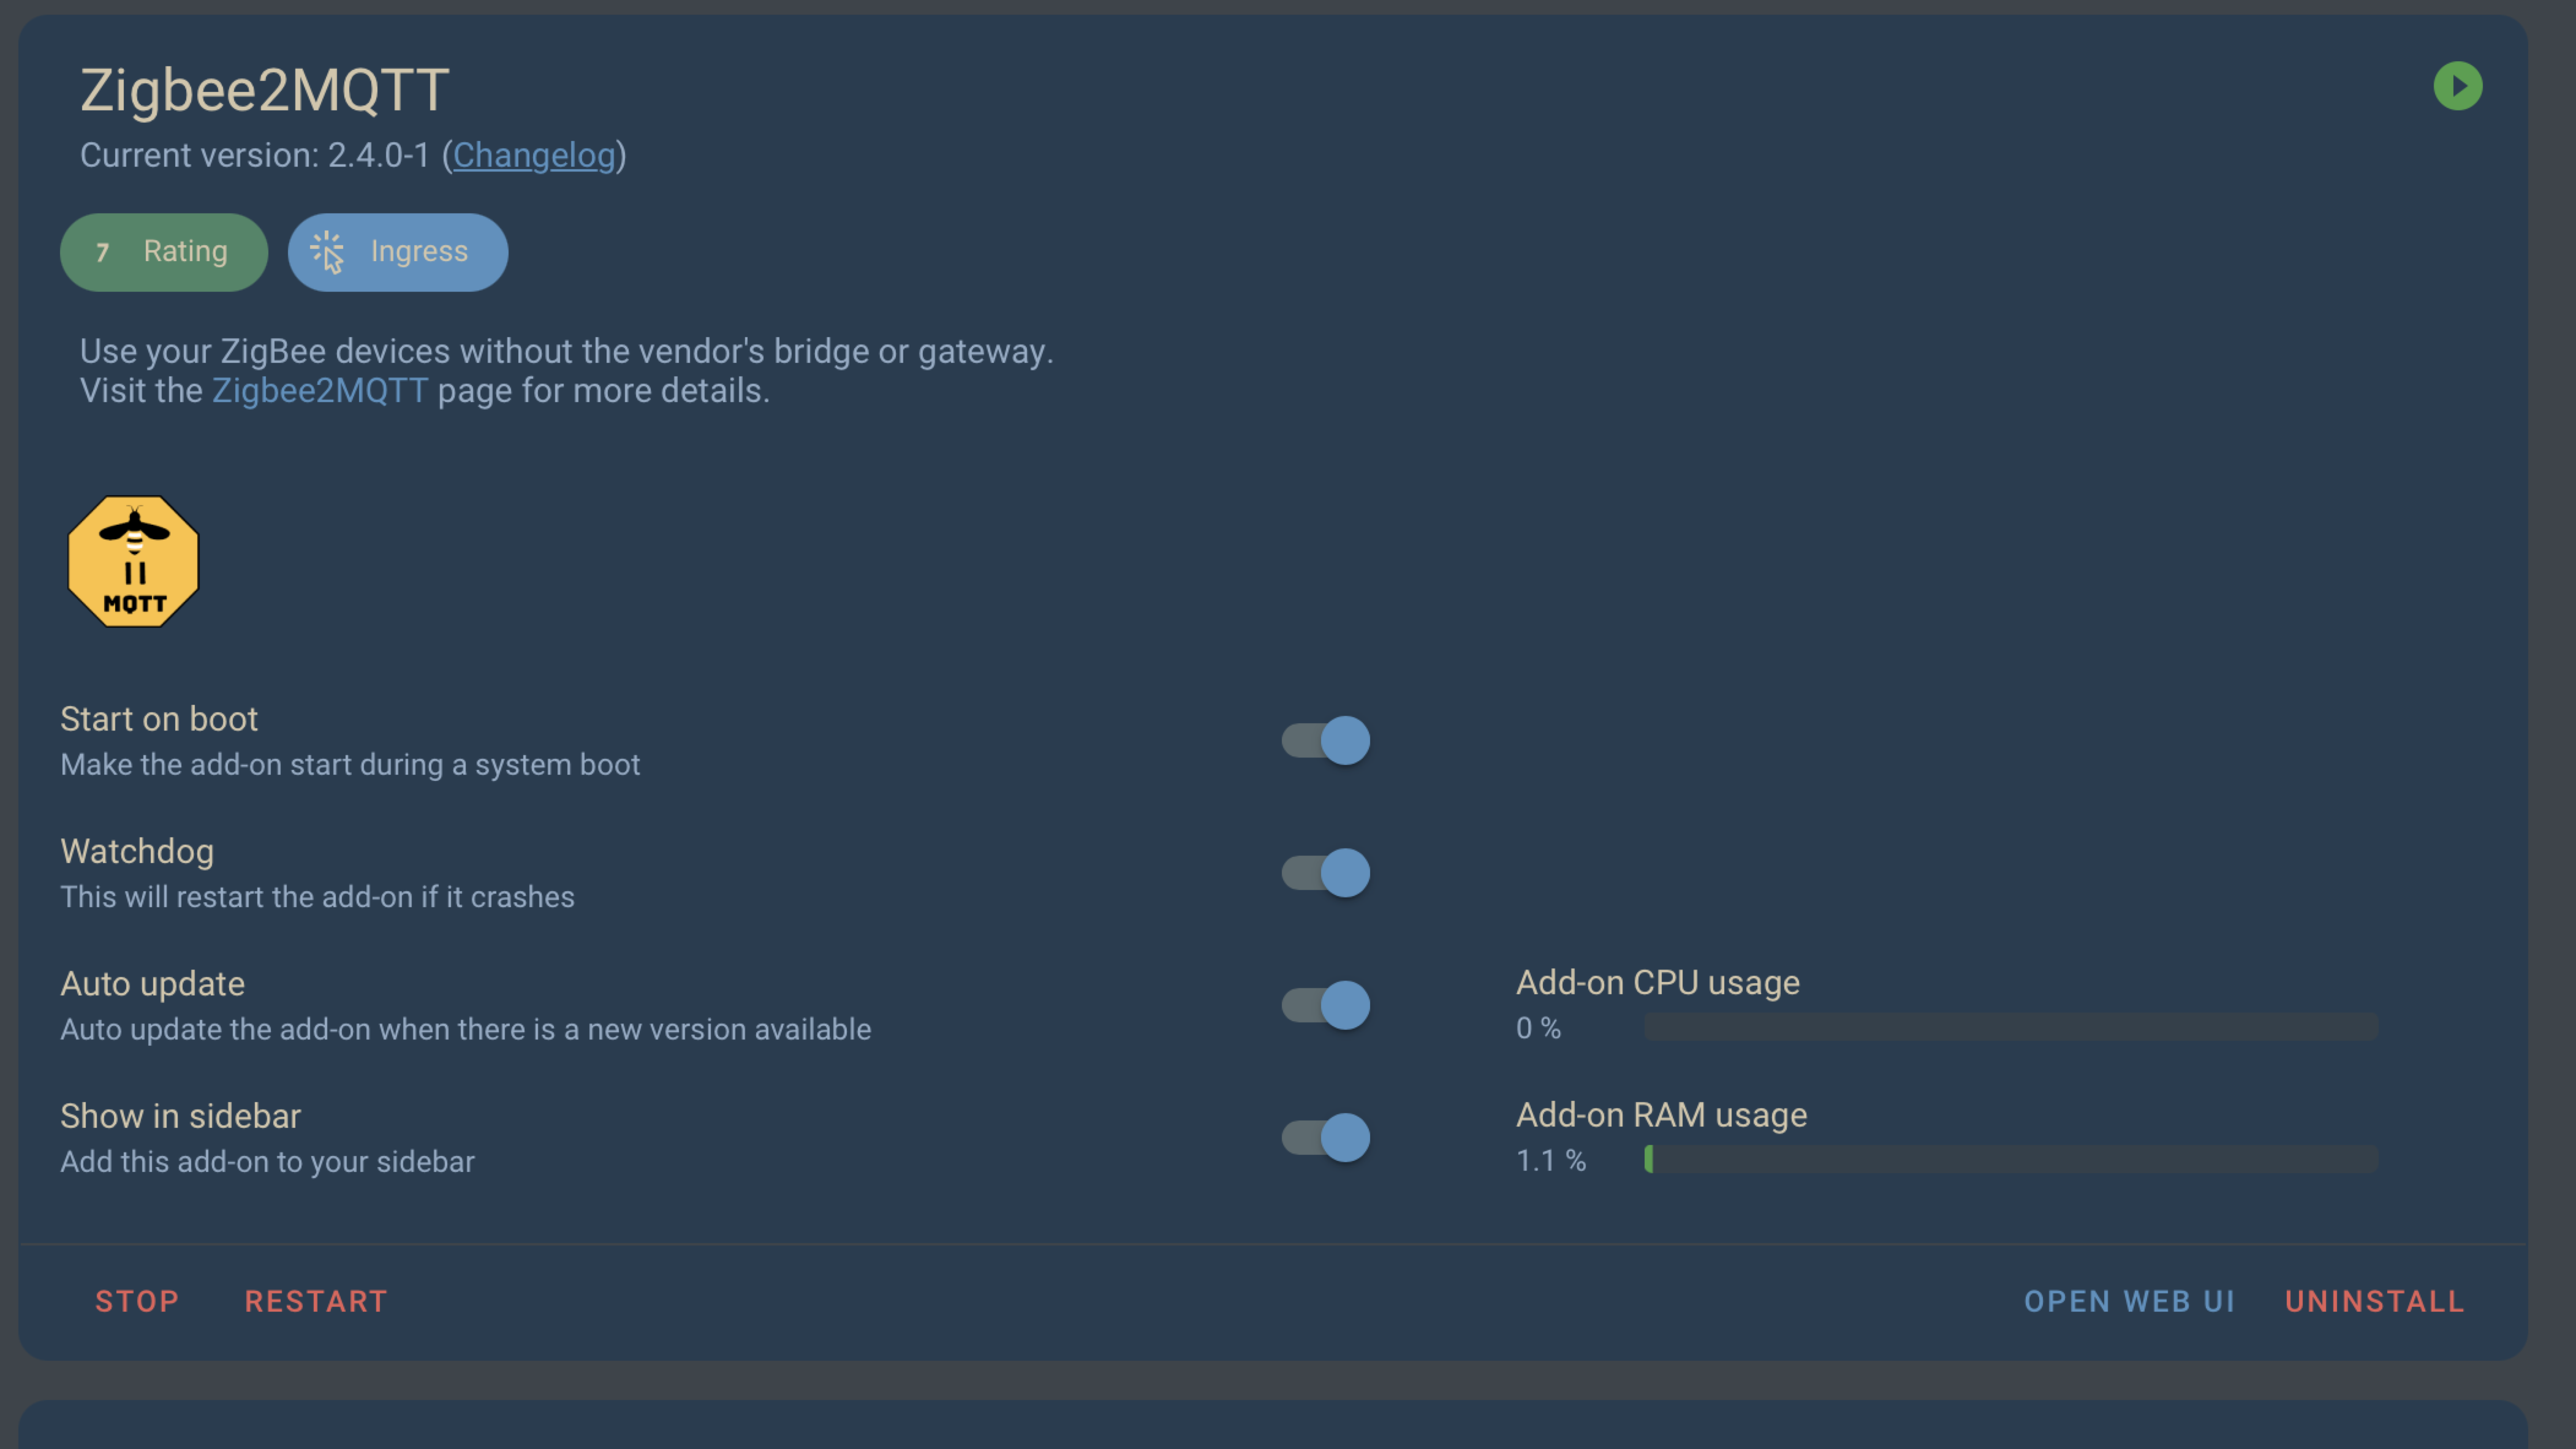 Zigbee2MQTT
Current version: 2.4.0-1 (Changelog)
7 Rating
Ingress
Use your ZigBee devices without the vendor's bridge or gateway.
Visit the Zigbee2MQTT page for more details.
MQTT
Start on boot
Make the add-on start during a system boot
Watchdog
This will restart the add-on if it crashes
Auto update
Auto update the add-on when there is a new version available
Show in sidebar
Add this add-on to your sidebar
Add-on CPU usage
0 %
Add-on RAM usage
1.1 %
STOP
RESTART
OPEN WEB UI
UNINSTALL